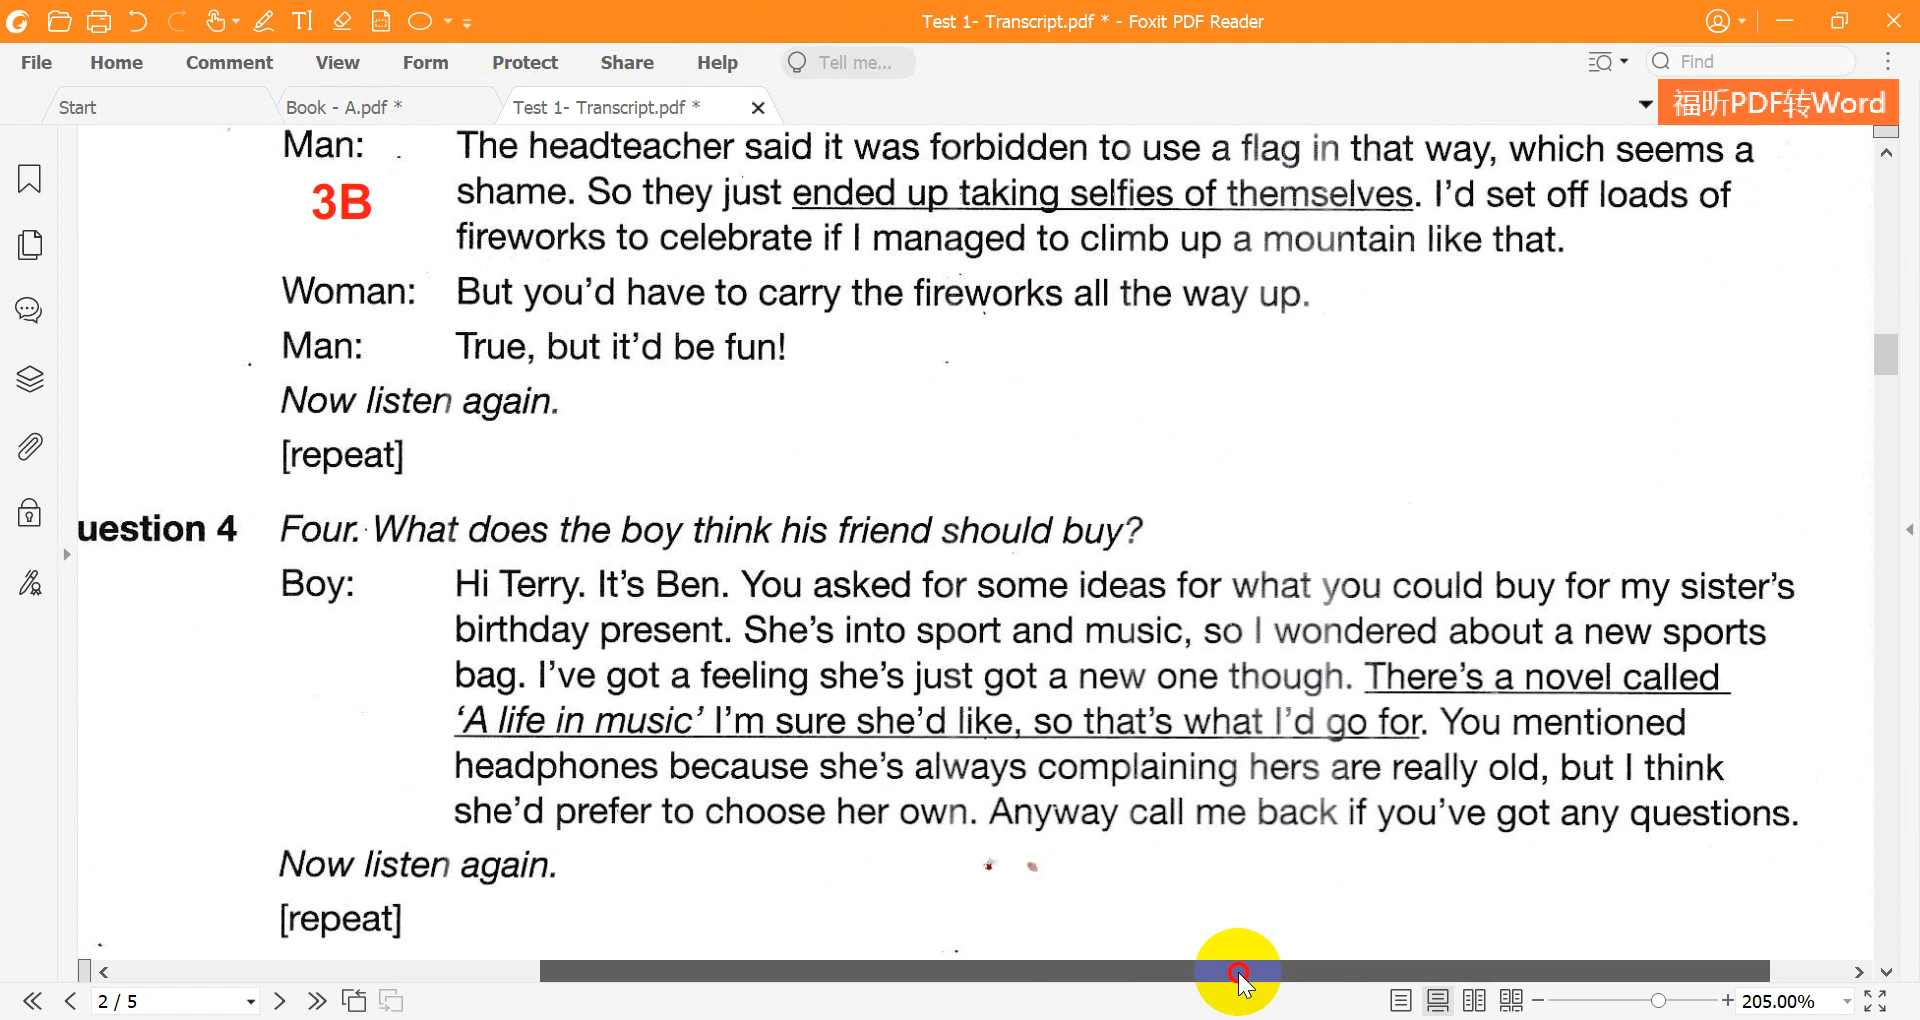 Test 1- Transcript.pdf * - Foxit PDF Reader
File Home Comment View Form Protect Share Help Tell me... Find
Start Book - A.pdf * Test 1- Transcript.pdf * 福昕PDF转Word
Man: The headteacher said it was forbidden to use a flag in that way, which seems a
3B shame. So they just ended up taking selfies of themselves. I'd set off loads of
fireworks to celebrate if I managed to climb up a mountain like that.
Woman: But you'd have to carry the fireworks all the way up.
Man: True, but it'd be fun!
Now listen again.
[repeat]
uestion 4 Four. What does the boy think his friend should buy?
Boy: Hi Terry. It's Ben. You asked for some ideas for what you could buy for my sister's
birthday present. She's into sport and music, so I wondered about a new sports
bag. I've got a feeling she's just got a new one though. There's a novel called
'A life in music' I'm sure she'd like, so that's what I'd go for. You mentioned
headphones because she's always complaining hers are really old, but I think
she'd prefer to choose her own. Anyway call me back if you've got any questions.
Now listen again.
[repeat]
2 / 5 205.00%